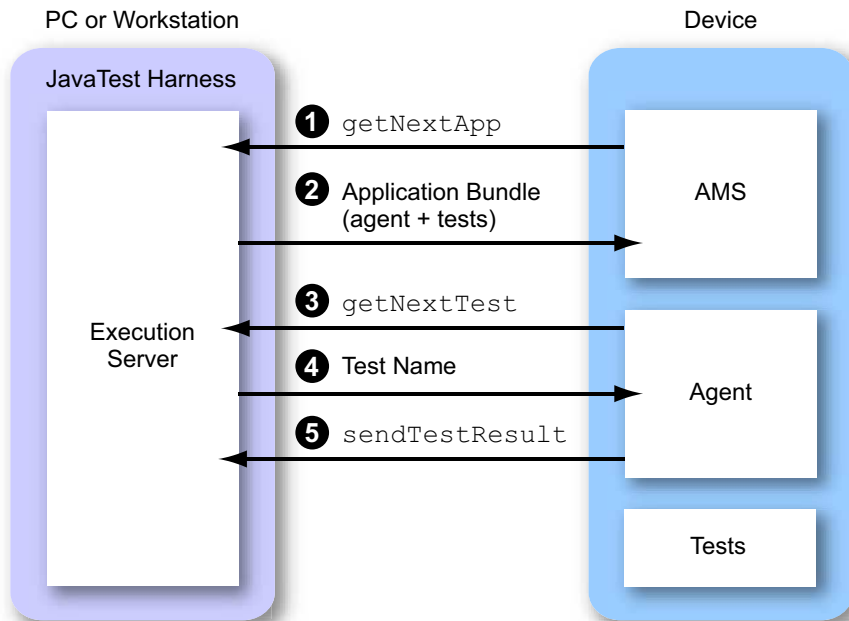 PC or Workstation
Device
JavaTest Harness
1 getNextApp
2 Application Bundle
(agent + tests)
AMS
3 getNextTest
Execution
Server
4 Test Name
Agent
5 sendTestResult
Tests